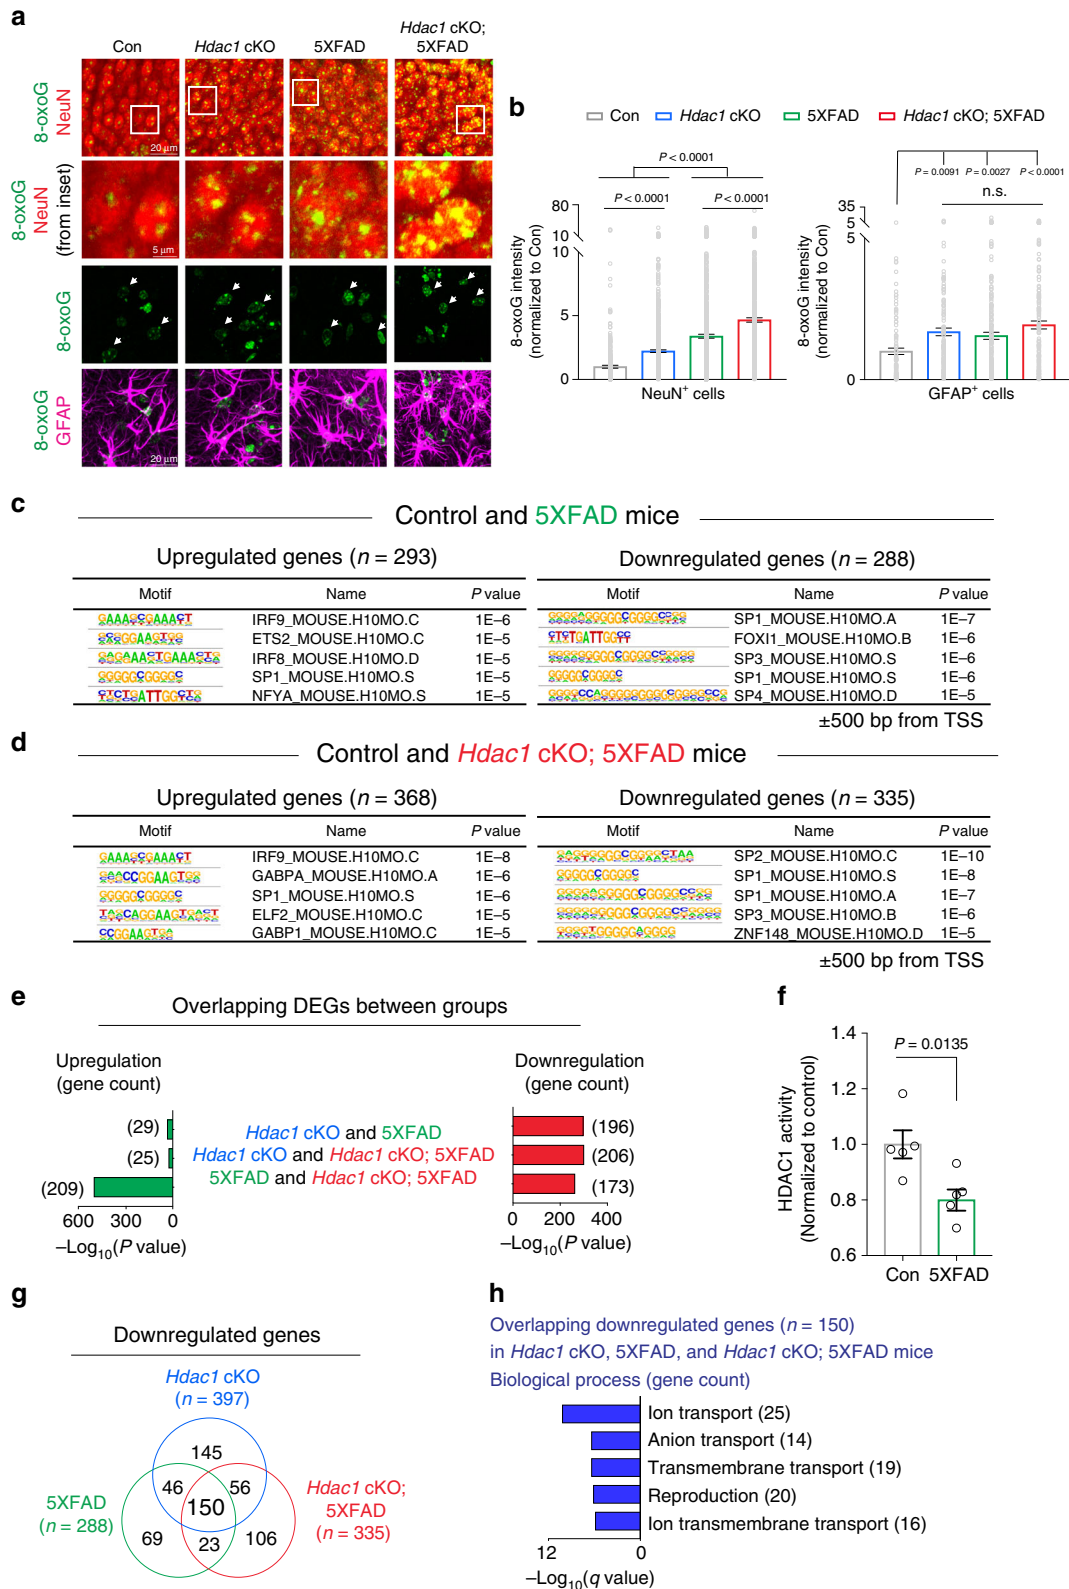 a
Con
Hdac1 cKO
5XFAD
Hdac1 cKO;
5XFAD
8-oxoG
NeuN
20 μm
8-oxoG
NeuN
(from inset)
5 μm
8-oxoG
8-oxoG
GFAP
20 μm
b
Con
Hdac1 cKO
5XFAD
Hdac1 cKO; 5XFAD
P < 0.0001
P < 0.0001
P < 0.0001
80
10
10
5
0
8-oxoG intensity
(normalized to Con)
NeuN+ cells
P = 0.0091
P = 0.0027
P < 0.0001
n.s.
35
5
5
0
8-oxoG intensity
(normalized to Con)
GFAP+ cells
c
Control and 5XFAD mice
Upregulated genes (n = 293)
Motif Name P value
IRF9_MOUSE.H10MO.C 1E–6
ETS2_MOUSE.H10MO.C 1E–5
IRF8_MOUSE.H10MO.D 1E–5
SP1_MOUSE.H10MO.S 1E–5
NFYA_MOUSE.H10MO.S 1E–5
Downregulated genes (n = 288)
Motif Name P value
SP1_MOUSE.H10MO.A 1E–7
FOXI1_MOUSE.H10MO.B 1E–6
SP3_MOUSE.H10MO.S 1E–6
SP1_MOUSE.H10MO.S 1E–6
SP4_MOUSE.H10MO.D 1E–5
±500 bp from TSS
d
Control and Hdac1 cKO; 5XFAD mice
Upregulated genes (n = 368)
Motif Name P value
IRF9_MOUSE.H10MO.C 1E–8
GABPA_MOUSE.H10MO.A 1E–6
SP1_MOUSE.H10MO.S 1E–6
ELF2_MOUSE.H10MO.C 1E–5
GABP1_MOUSE.H10MO.C 1E–5
Downregulated genes (n = 335)
Motif Name P value
SP2_MOUSE.H10MO.C 1E–10
SP1_MOUSE.H10MO.S 1E–8
SP1_MOUSE.H10MO.A 1E–7
SP3_MOUSE.H10MO.B 1E–6
ZNF148_MOUSE.H10MO.D 1E–5
±500 bp from TSS
e
Overlapping DEGs between groups
Upregulation
(gene count)
(29)
(25)
(209)
600 300 0
–Log10(P value)
Hdac1 cKO and 5XFAD
Hdac1 cKO and Hdac1 cKO; 5XFAD
5XFAD and Hdac1 cKO; 5XFAD
Downregulation
(gene count)
(196)
(206)
(173)
0 200 400
–Log10(P value)
f
P = 0.0135
1.4
1.2
1.0
0.8
0.6
HDAC1 activity
(Normalized to control)
Con 5XFAD
g
Downregulated genes
Hdac1 cKO
(n = 397)
145
46
56
150
5XFAD
(n = 288)
Hdac1 cKO;
5XFAD
(n = 335)
69
23
106
h
Overlapping downregulated genes (n = 150)
in Hdac1 cKO, 5XFAD, and Hdac1 cKO; 5XFAD mice
Biological process (gene count)
Ion transport (25)
Anion transport (14)
Transmembrane transport (19)
Reproduction (20)
Ion transmembrane transport (16)
12 0
–Log10(q value)